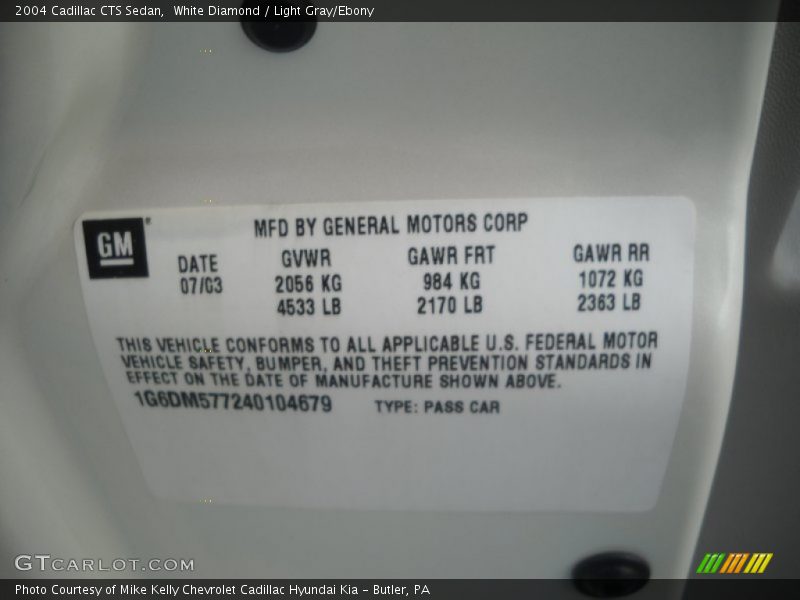 2004 Cadillac CTS Sedan,  White Diamond / Light Gray/Ebony
MFD BY GENERAL MOTORS CORP
GM®
DATE GVWR GAWR FRT GAWR RR
07/03 2056 KG 984 KG 1072 KG
4533 LB 2170 LB 2363 LB
THIS VEHICLE CONFORMS TO ALL APPLICABLE U.S. FEDERAL MOTOR
VEHICLE SAFETY, BUMPER, AND THEFT PREVENTION STANDARDS IN
EFFECT ON THE DATE OF MANUFACTURE SHOWN ABOVE.
1G6DM577240104679 TYPE: PASS CAR
GTCARLOT.COM
Photo Courtesy of Mike Kelly Chevrolet Cadillac Hyundai Kia - Butler, PA